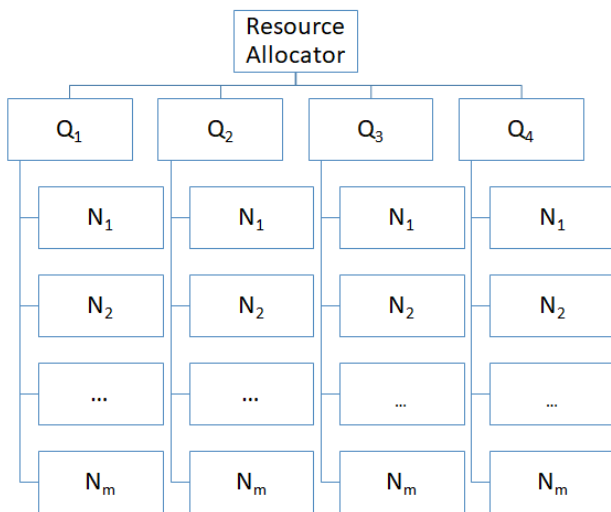 Resource
Allocator
Q₁ Q₂ Q₃ Q₄
N₁ N₁ N₁ N₁
N₂ N₂ N₂ N₂
... ... ... ...
Nₘ Nₘ Nₘ Nₘ